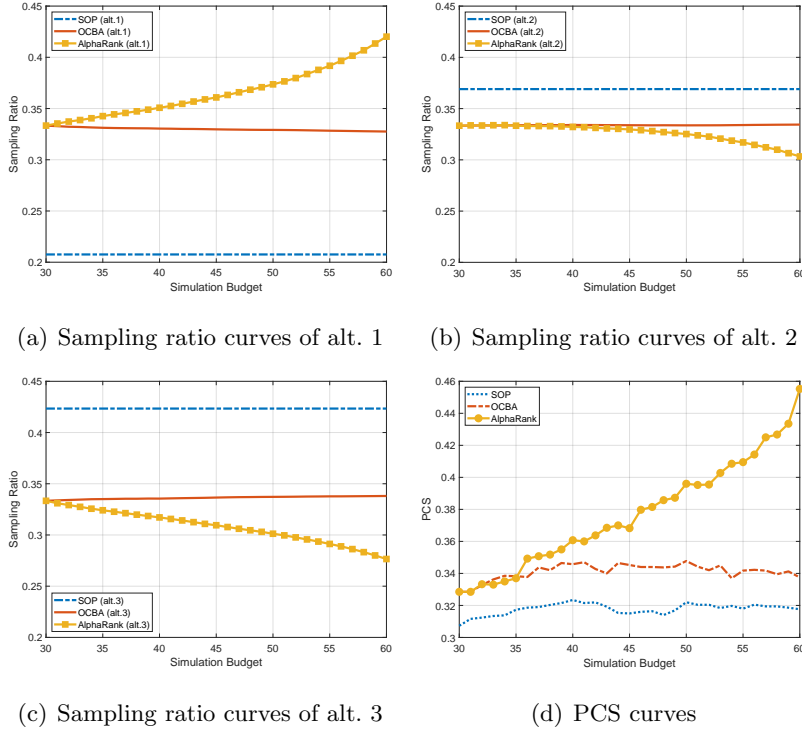 0.45
0.4
0.35
0.3
0.25
0.2
Sampling Ratio
SOP (alt.1)
OCBA (alt.1)
AlphaRank (alt.1)
30 35 40 45 50 55 60
Simulation Budget
(a) Sampling ratio curves of alt. 1
0.45
0.4
0.35
0.3
0.25
0.2
Sampling Ratio
SOP (alt.2)
OCBA (alt.2)
AlphaRank (alt.2)
30 35 40 45 50 55 60
Simulation Budget
(b) Sampling ratio curves of alt. 2
0.45
0.4
0.35
0.3
0.25
0.2
Sampling Ratio
SOP (alt.3)
OCBA (alt.3)
AlphaRank (alt.3)
30 35 40 45 50 55 60
Simulation Budget
(c) Sampling ratio curves of alt. 3
0.46
0.44
0.42
0.4
0.38
0.36
0.34
0.32
0.3
PCS
SOP
OCBA
AlphaRank
30 35 40 45 50 55 60
Simulation Budget
(d) PCS curves